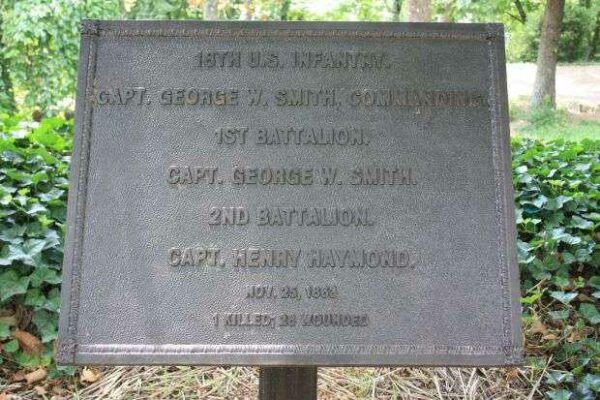 18TH U.S. INFANTRY.
CAPT. GEORGE W. SMITH, COMMANDING.
1ST BATTALION.
CAPT. GEORGE W. SMITH.
2ND BATTALION.
CAPT. HENRY HAYMOND.
NOV. 25, 1863
1 KILLED; 28 WOUNDED